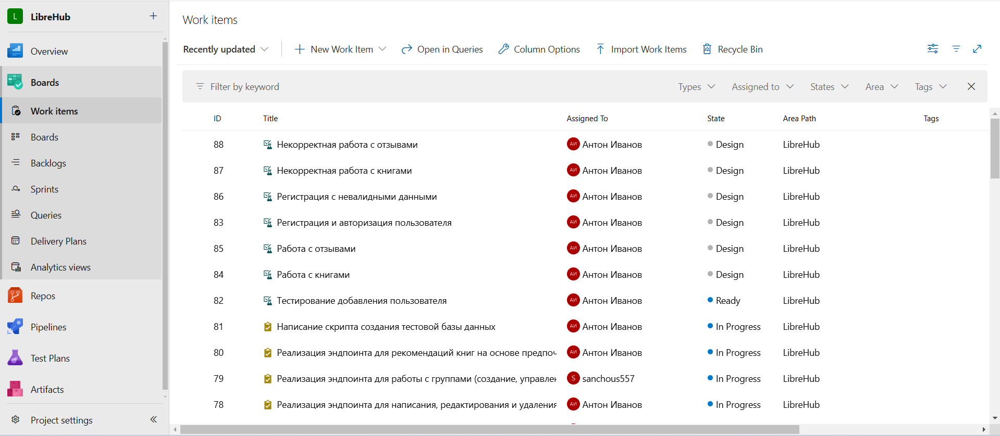 L LibreHub
Overview
Boards
Work items
Boards
Backlogs
Sprints
Queries
Delivery Plans
Analytics views
Repos
Pipelines
Test Plans
Artifacts
Project settings
Work items
Recently updated New Work Item Open in Queries Column Options Import Work Items Recycle Bin
Filter by keyword Types Assigned to States Area Tags
ID Title Assigned To State Area Path Tags
88 Некорректная работа с отзывами АИ Антон Иванов Design LibreHub
87 Некорректная работа с книгами АИ Антон Иванов Design LibreHub
86 Регистрация с невалидными данными АИ Антон Иванов Design LibreHub
83 Регистрация и авторизация пользователя АИ Антон Иванов Design LibreHub
85 Работа с отзывами АИ Антон Иванов Design LibreHub
84 Работа с книгами АИ Антон Иванов Design LibreHub
82 Тестирование добавления пользователя АИ Антон Иванов Ready LibreHub
81 Написание скрипта создания тестовой базы данных АИ Антон Иванов In Progress LibreHub
80 Реализация эндпоинта для рекомендаций книг на основе предпоч АИ Антон Иванов In Progress LibreHub
79 Реализация эндпоинта для работы с группами (создание, управлен S sanchous557 In Progress LibreHub
78 Реализация эндпоинта для написания, редактирования и удаления АИ Антон Иванов In Progress LibreHub